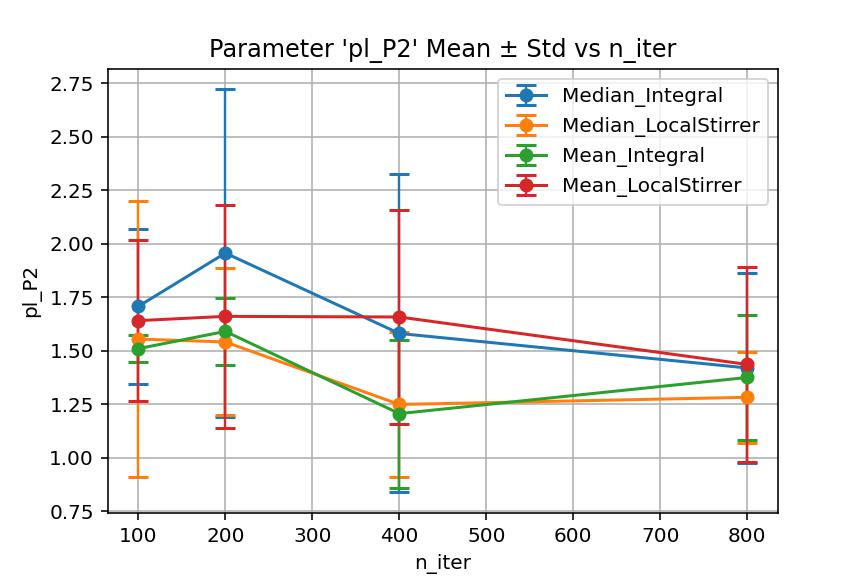 Parameter 'pl_P2' Mean ± Std vs n_iter
2.75
2.50
2.25
2.00
1.75
1.50
1.25
1.00
0.75
pl_P2
Median_Integral
Median_LocalStirrer
Mean_Integral
Mean_LocalStirrer
100 200 300 400 500 600 700 800
n_iter